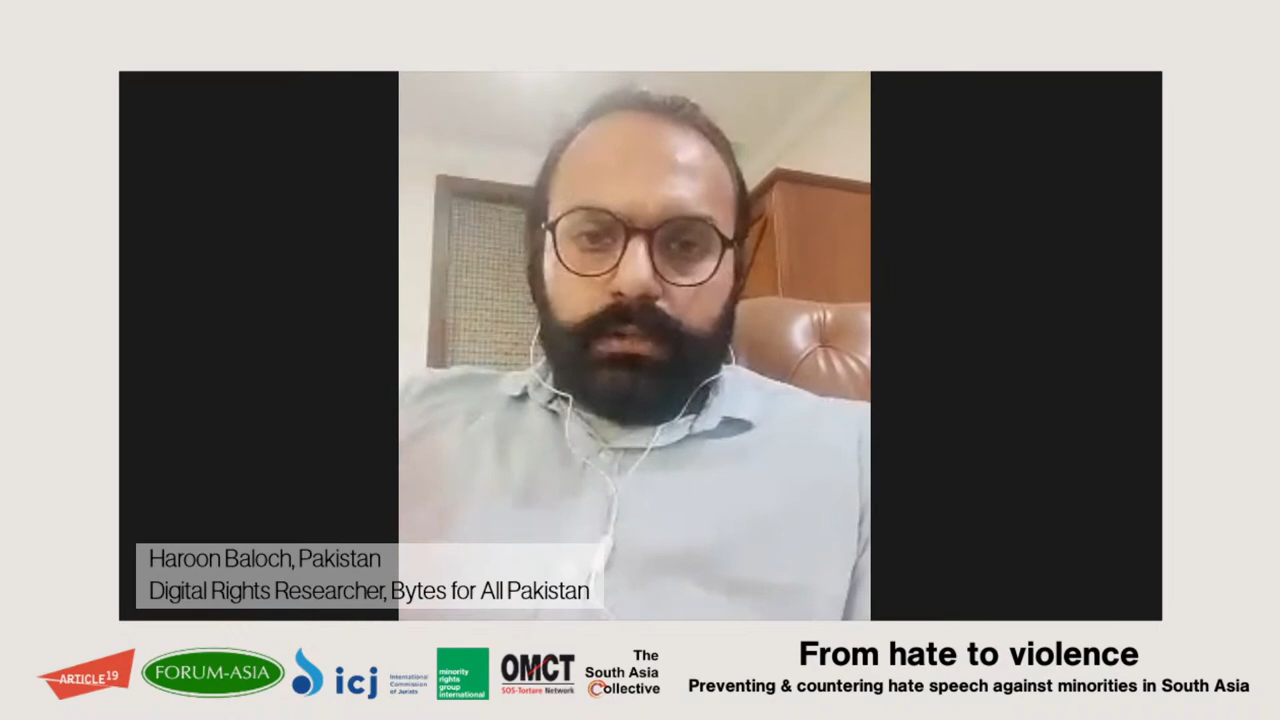 Haroon Baloch, Pakistan
Digital Rights Researcher, Bytes for All Pakistan
ARTICLE 19
FORUM-ASIA
icj
International
Commission
of Jurists
minority
rights
group
international
OMCT
SOS-Torture Network
The
South Asia
Collective
From hate to violence
Preventing & countering hate speech against minorities in South Asia